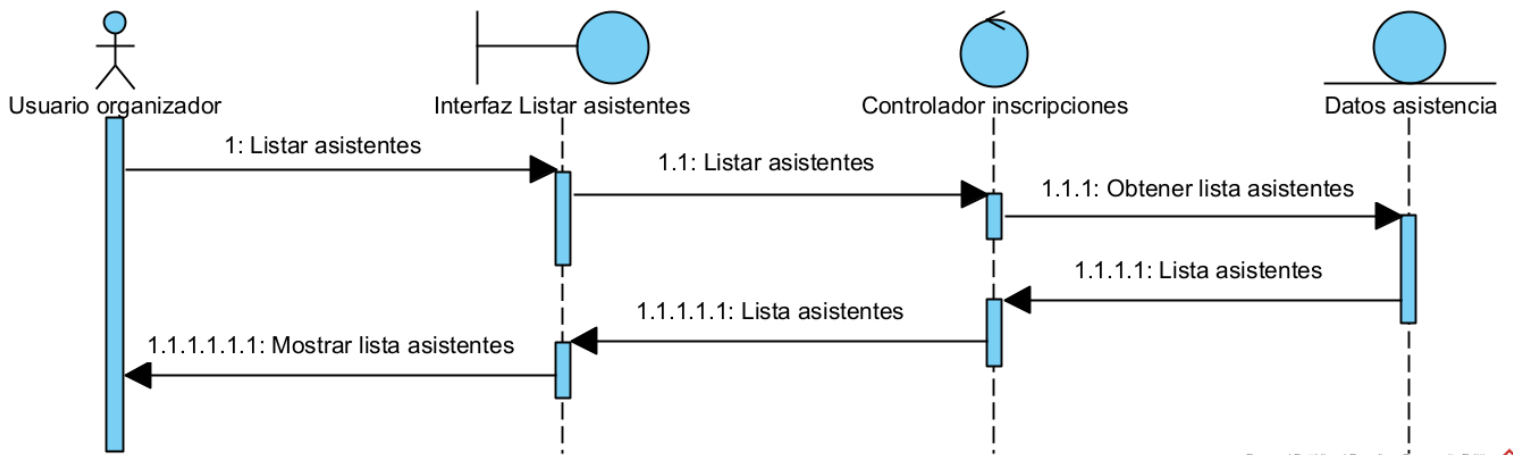 Usuario organizador
Interfaz Listar asistentes
Controlador inscripciones
Datos asistencia
1: Listar asistentes
1.1: Listar asistentes
1.1.1: Obtener lista asistentes
1.1.1.1: Lista asistentes
1.1.1.1.1: Lista asistentes
1.1.1.1.1.1: Mostrar lista asistentes